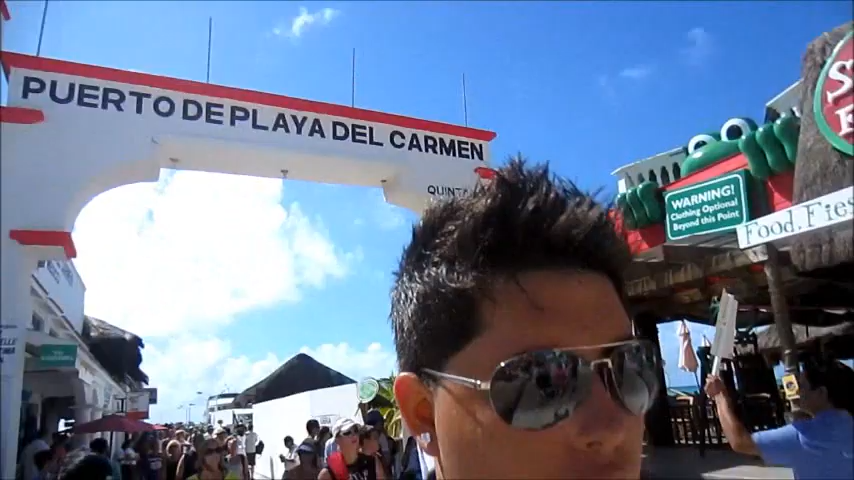 PUERTO DE PLAYA DEL CARMEN
QUINTA
WARNING!
Clothing Optional
Beyond this Point
Food, Fies